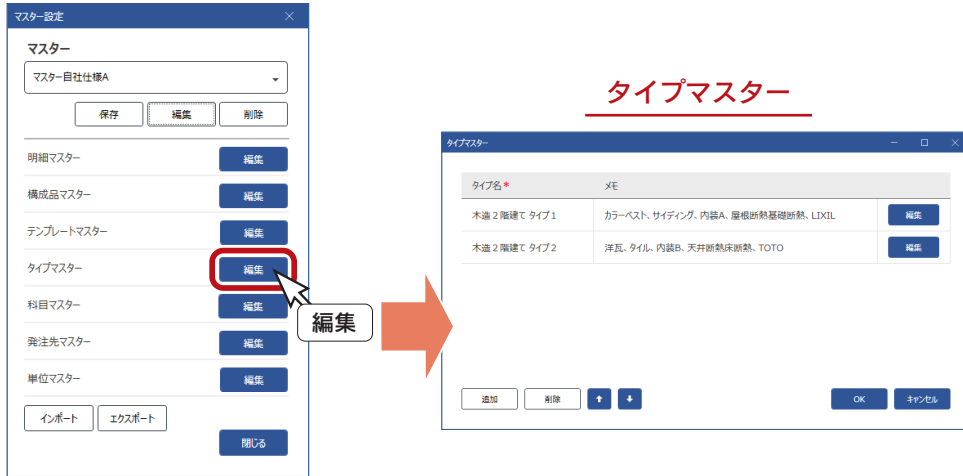 マスター設定
マスター
マスター自社仕様A
保存 編集 削除
明細マスター 編集
構成品マスター 編集
テンプレートマスター 編集
タイプマスター 編集
科目マスター 編集
発注先マスター 編集
単位マスター 編集
インポート エクスポート
閉じる
編集
タイプマスター
タイプマスター
タイプ名* メモ
木造2階建て タイプ1 カラーベスト、サイディング、内装A、屋根断熱基礎断熱、LIXIL 編集
木造2階建て タイプ2 洋瓦、タイル、内装B、天井断熱床断熱、TOTO 編集
追加 削除 OK キャンセル